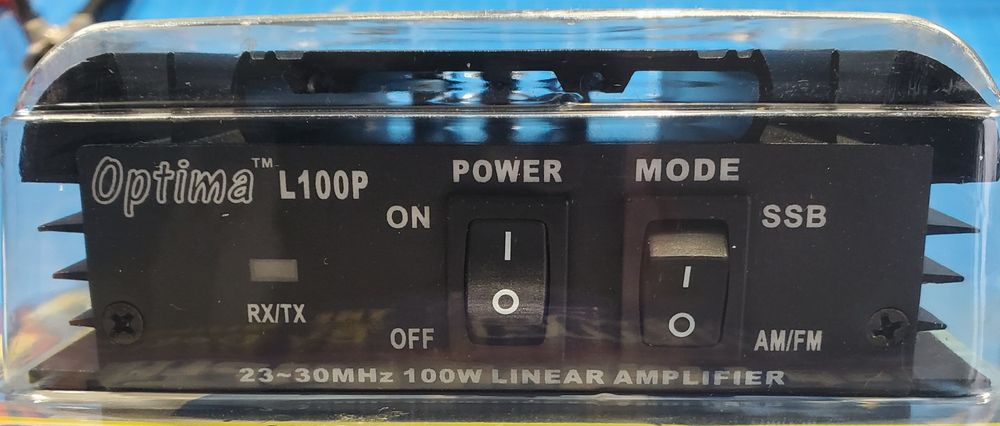 Optima™ L100P
POWER
ON
I
O
OFF
MODE
SSB
I
O
AM/FM
RX/TX
23~30MHz 100W LINEAR AMPLIFIER